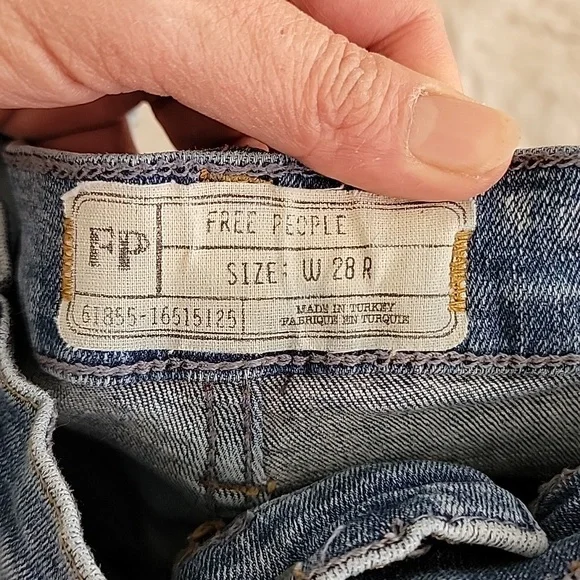 FP
FREE PEOPLE
SIZE: W 28 R
61855-16515125
MADE IN TURKEY
FABRIQUE EN TURQUIE